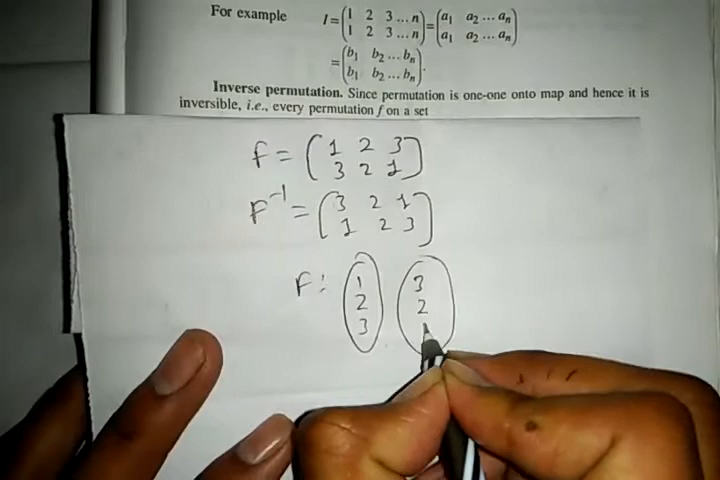 For example I = (1 2 3 ... n) = (a₁ a₂ ... aₙ)
(1 2 3 ... n) (a₁ a₂ ... aₙ)
= (b₁ b₂ ... bₙ)
(b₁ b₂ ... bₙ).
Inverse permutation. Since permutation is one-one onto map and hence it is
inversible, i.e., every permutation f on a set
F = (1 2 3)
(3 2 1)
F⁻¹ = (3 2 1)
(1 2 3)
F: 1 3
2 2
3